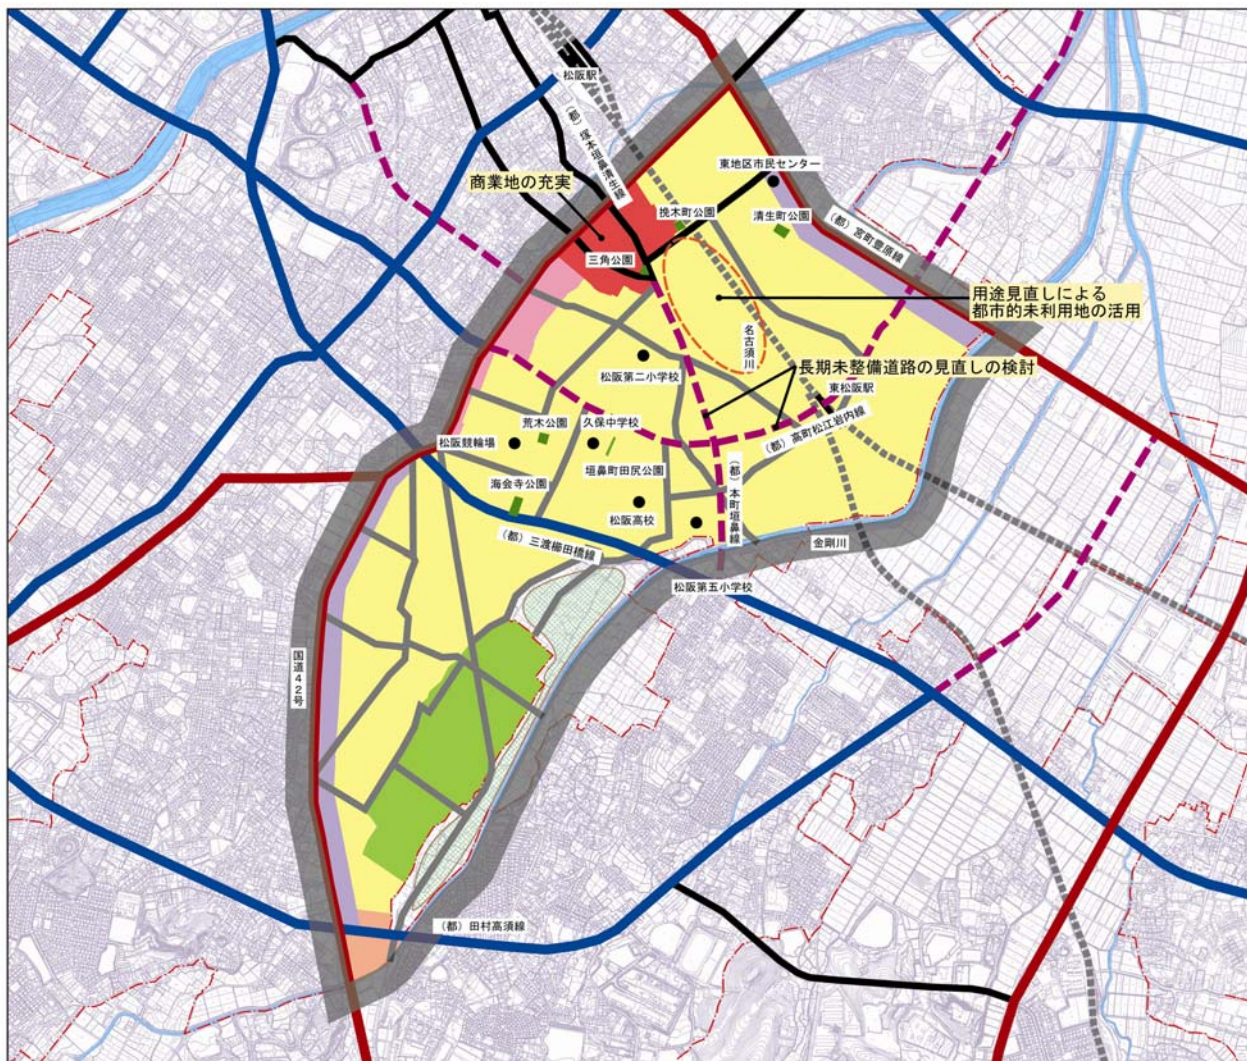 松阪駅
(都)塚本垣鼻清生線
東地区市民センター
商業地の充実
挽木町公園
清生町公園
(都)宮町豊原線
三角公園
用途見直しによる
都市的未利用地の活用
名古須川
長期未整備道路の見直しの検討
松阪第二小学校
東松阪駅
荒木公園
久保中学校
(都)高町松江岩内線
松阪競輪場
垣鼻町田尻公園
海会寺公園
(都)本町垣鼻線
松阪高校
(都)三渡櫛田橋線
金剛川
松阪第五小学校
国道42号
(都)田村高須線